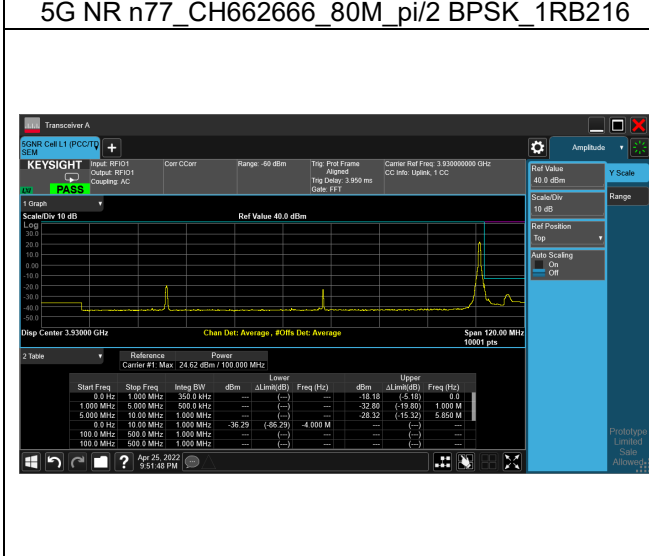 5G NR n77_CH662666_80M_pi/2 BPSK_1RB216
Transceiver A
5GNR Cell L1 (PCC/TD
SEM
+
Amplitude
KEYSIGHT
PASS
Input: RFIO1
Output: RFIO1
Coupling: AC
Corr CCorr
Range: -60 dBm
Trig: Prot Frame
Aligned
Trig Delay: 3.950 ms
Gate: FFT
Carrier Ref Freq: 3.930000000 GHz
CC Info: Uplink, 1 CC
Ref Value
40.0 dBm
Y Scale
1 Graph
Scale/Div 10 dB
Ref Value 40.0 dBm
Scale/Div
10 dB
Range
Log
30.0
20.0
10.0
0.00
-10.0
-20.0
-30.0
-40.0
-50.0
Ref Position
Top
Auto Scaling
On
Off
Disp Center 3.93000 GHz
Chan Det: Average, #Offs Det: Average
Span 120.00 MHz
10001 pts
2 Table
Reference Power
Carrier #1: Max 24.62 dBm / 100.000 MHz
Lower Upper
Start Freq Stop Freq Integ BW dBm ΔLimit(dB) Freq (Hz) dBm ΔLimit(dB) Freq (Hz)
0.0 Hz 1.000 MHz 350.0 kHz --- (---) --- -18.18 (-5.18) 0.0
1.000 MHz 5.000 MHz 500.0 kHz --- (---) --- -32.80 (-19.80) 1.000 M
5.000 MHz 10.00 MHz 1.000 MHz --- (---) --- -28.32 (-15.32) 5.850 M
0.0 Hz 10.00 MHz 1.000 MHz -36.29 (-86.29) -4.000 M --- (---) ---
100.0 MHz 500.0 MHz 1.000 MHz --- (---) --- --- (---) ---
100.0 MHz 500.0 MHz 1.000 MHz --- (---) --- --- (---) ---
Prototype
Limited
Sale
Allowed
?
Apr 25, 2022
9:51:48 PM